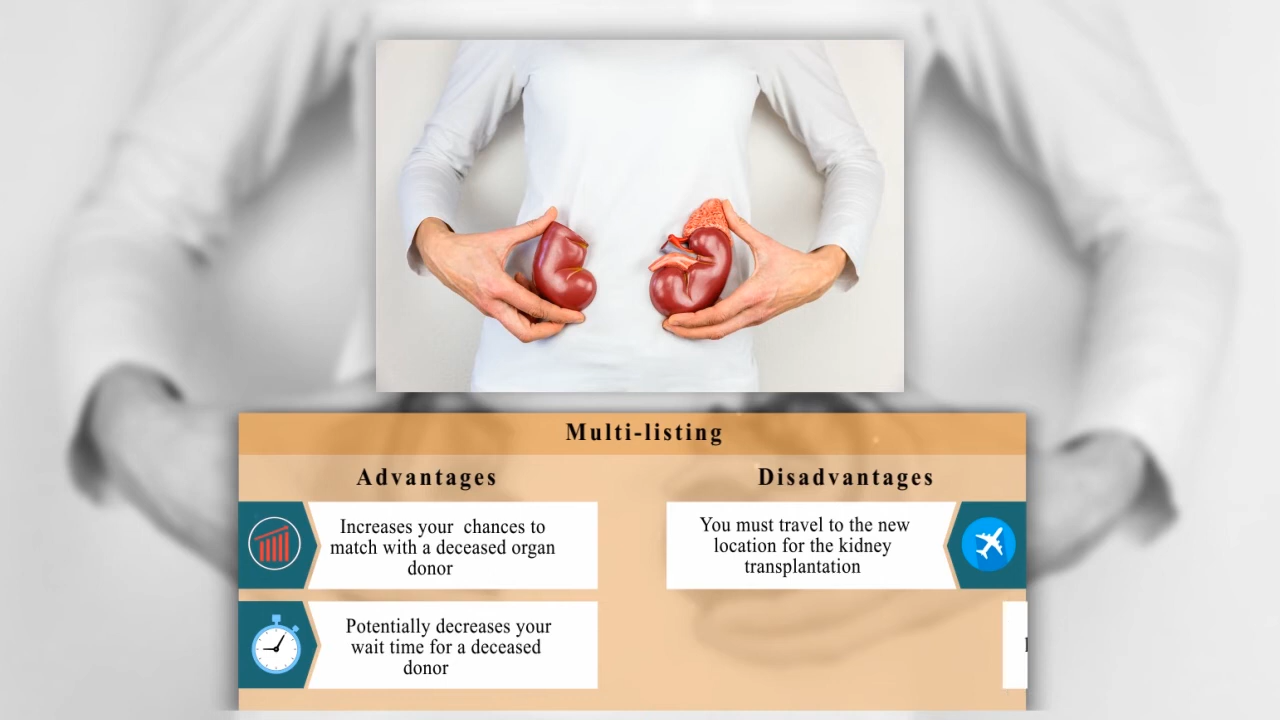 Multi-listing
Advantages
Disadvantages
Increases your chances to
match with a deceased organ
donor
You must travel to the new
location for the kidney
transplantation
Potentially decreases your
wait time for a deceased
donor